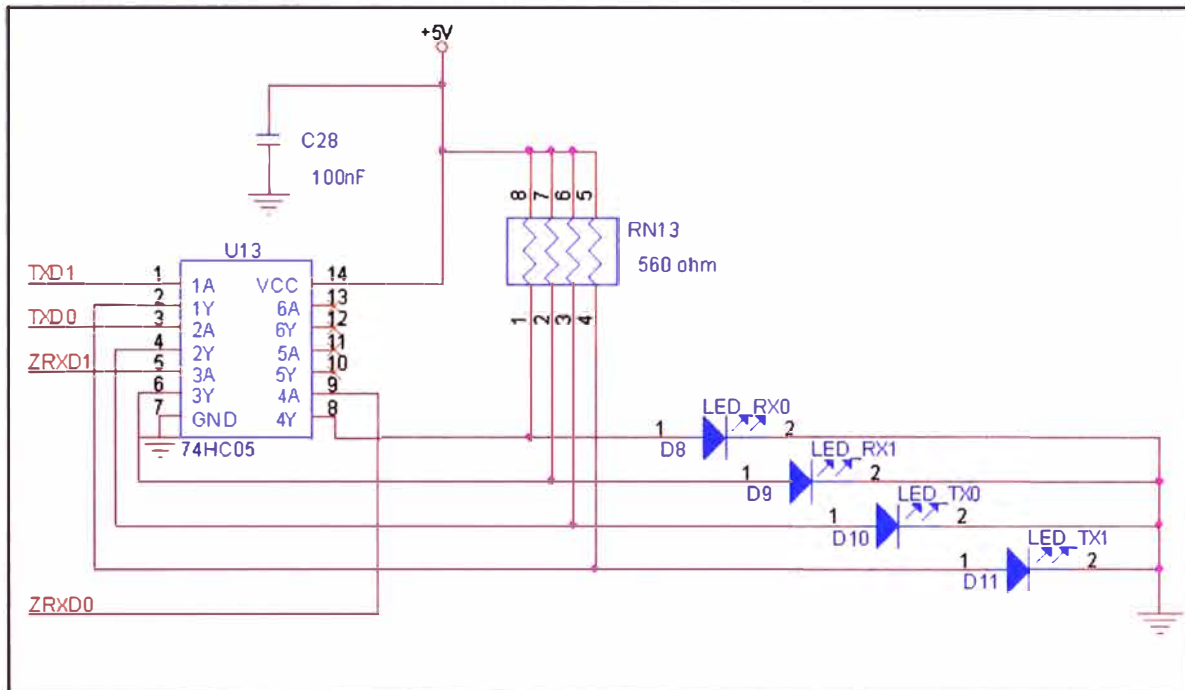 +5V
C28
100nF
8 7 6 5
RN13
560 ohm
1 2 3 4
U13
TXD1 1 1A VCC 14
2 1Y 6A 13
TXD0 3 2A 6Y 12
4 2Y 5A 11
ZRXD1 5 3A 5Y 10
6 3Y 4A 9
7 GND 4Y 8
74HC05
LED_RX0
1 2
D8
LED_RX1
1 2
D9
LED_TX0
1 2
D10
LED_TX1
1 2
D11
ZRXD0